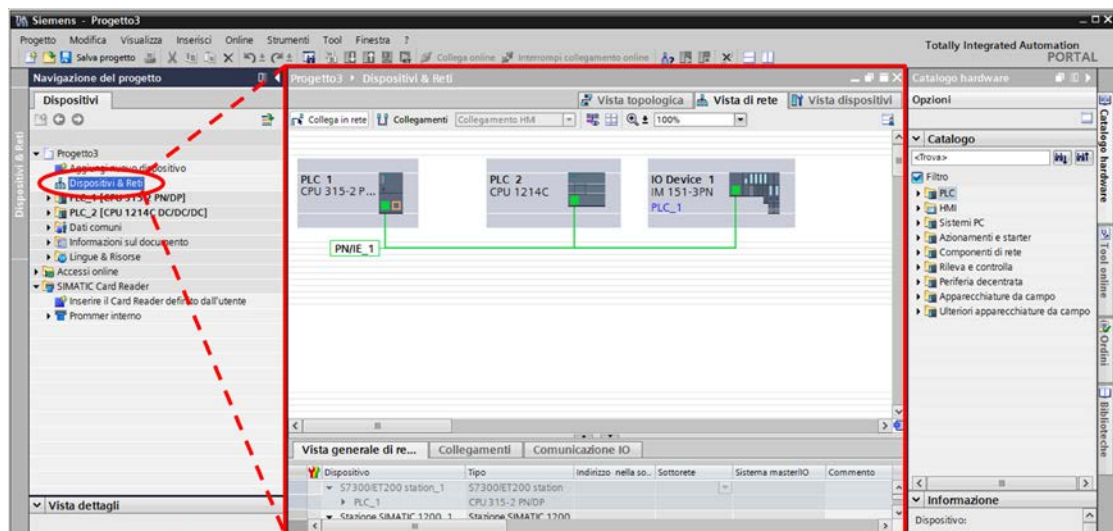 Siemens - Progetto3
Progetto Modifica Visualizza Inserisci Online Strumenti Tool Finestra ?
Salva progetto
Collega online
Interrompi collegamento online
Totally Integrated Automation
PORTAL
Navigazione del progetto
Dispositivi
Dispositivi & Reti
Progetto3
Aggiungi nuovo dispositivo
Dispositivi & Reti
PLC_1 [CPU 315-2 PN/DP]
PLC_2 [CPU 1214C DC/DC/DC]
Dati comuni
Informazioni sul documento
Lingue & Risorse
Accessi online
SIMATIC Card Reader
Inserire il Card Reader definito dall'utente
Prommer interno
Vista dettagli
Progetto3 Dispositivi & Reti
Vista topologica
Vista di rete
Vista dispositivi
Collega in rete
Collegamenti
Collegamento HMI
100%
PLC_1
CPU 315-2 P...
PLC_2
CPU 1214C
IO Device_1
IM 151-3PN
PLC_1
PN/IE_1
Vista generale di re...
Collegamenti
Comunicazione IO
Dispositivo
Tipo
Indirizzo nella so..
Sottorete
Sistema master/IO
Commento
S7300/ET200 station_1
S7300/ET200 station
PLC_1
CPU 315-2 PN/DP
Stazione SIMATIC 1200_1
Stazione SIMATIC 1200
Catalogo hardware
Opzioni
Catalogo
<Trova>
Filtro
PLC
HMI
Sistemi PC
Azionamenti e starter
Componenti di rete
Rileva e controlla
Periferia decentrata
Apparecchiature da campo
Ulteriori apparecchiature da campo
Informazione
Dispositivo:
Catalogo hardware
Tool online
Ordini
Biblioteche